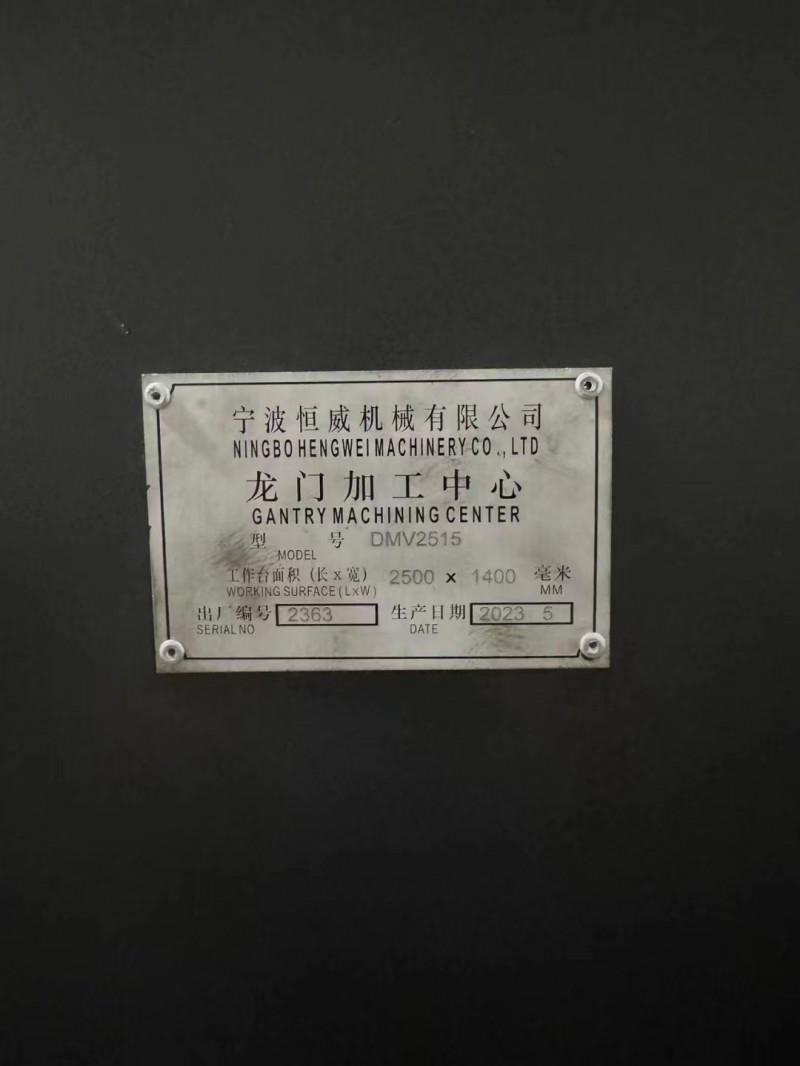 宁波恒威机械有限公司
NINGBO HENGWEI MACHINERY CO., LTD
龙门加工中心
GANTRY MACHINING CENTER
型 号 DMV2515
MODEL
工作台面积 (长x宽) 2500 x 1400 毫米
WORKING SURFACE (LxW) MM
出厂编号 2363 生产日期 2023 5
SERIAL NO DATE